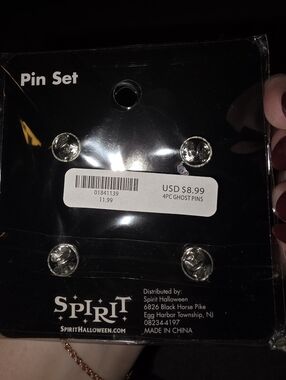 Pin Set
01841139
11.99
USD $8.99
4PC GHOST PINS
SPIRIT
SPIRITHALLOWEEN.COM
Distributed by:
Spirit Halloween
6826 Black Horse Pike
Egg Harbor Township, NJ
08234-4197
MADE IN CHINA